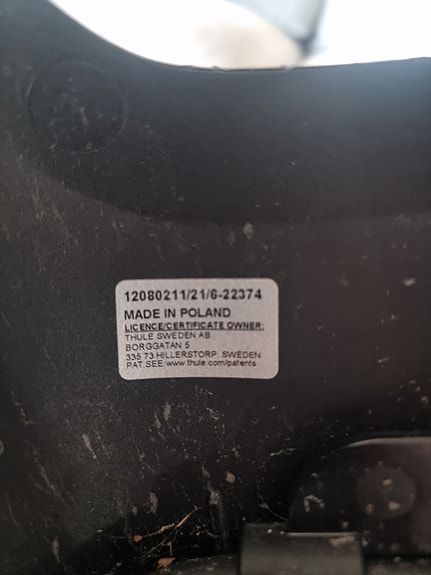 12080211/21/6-22374
MADE IN POLAND
LICENCE/CERTIFICATE OWNER:
THULE SWEDEN AB
BORGGATAN 5
335 73 HILLERSTORP, SWEDEN
PAT SEE www.thule.com/patents